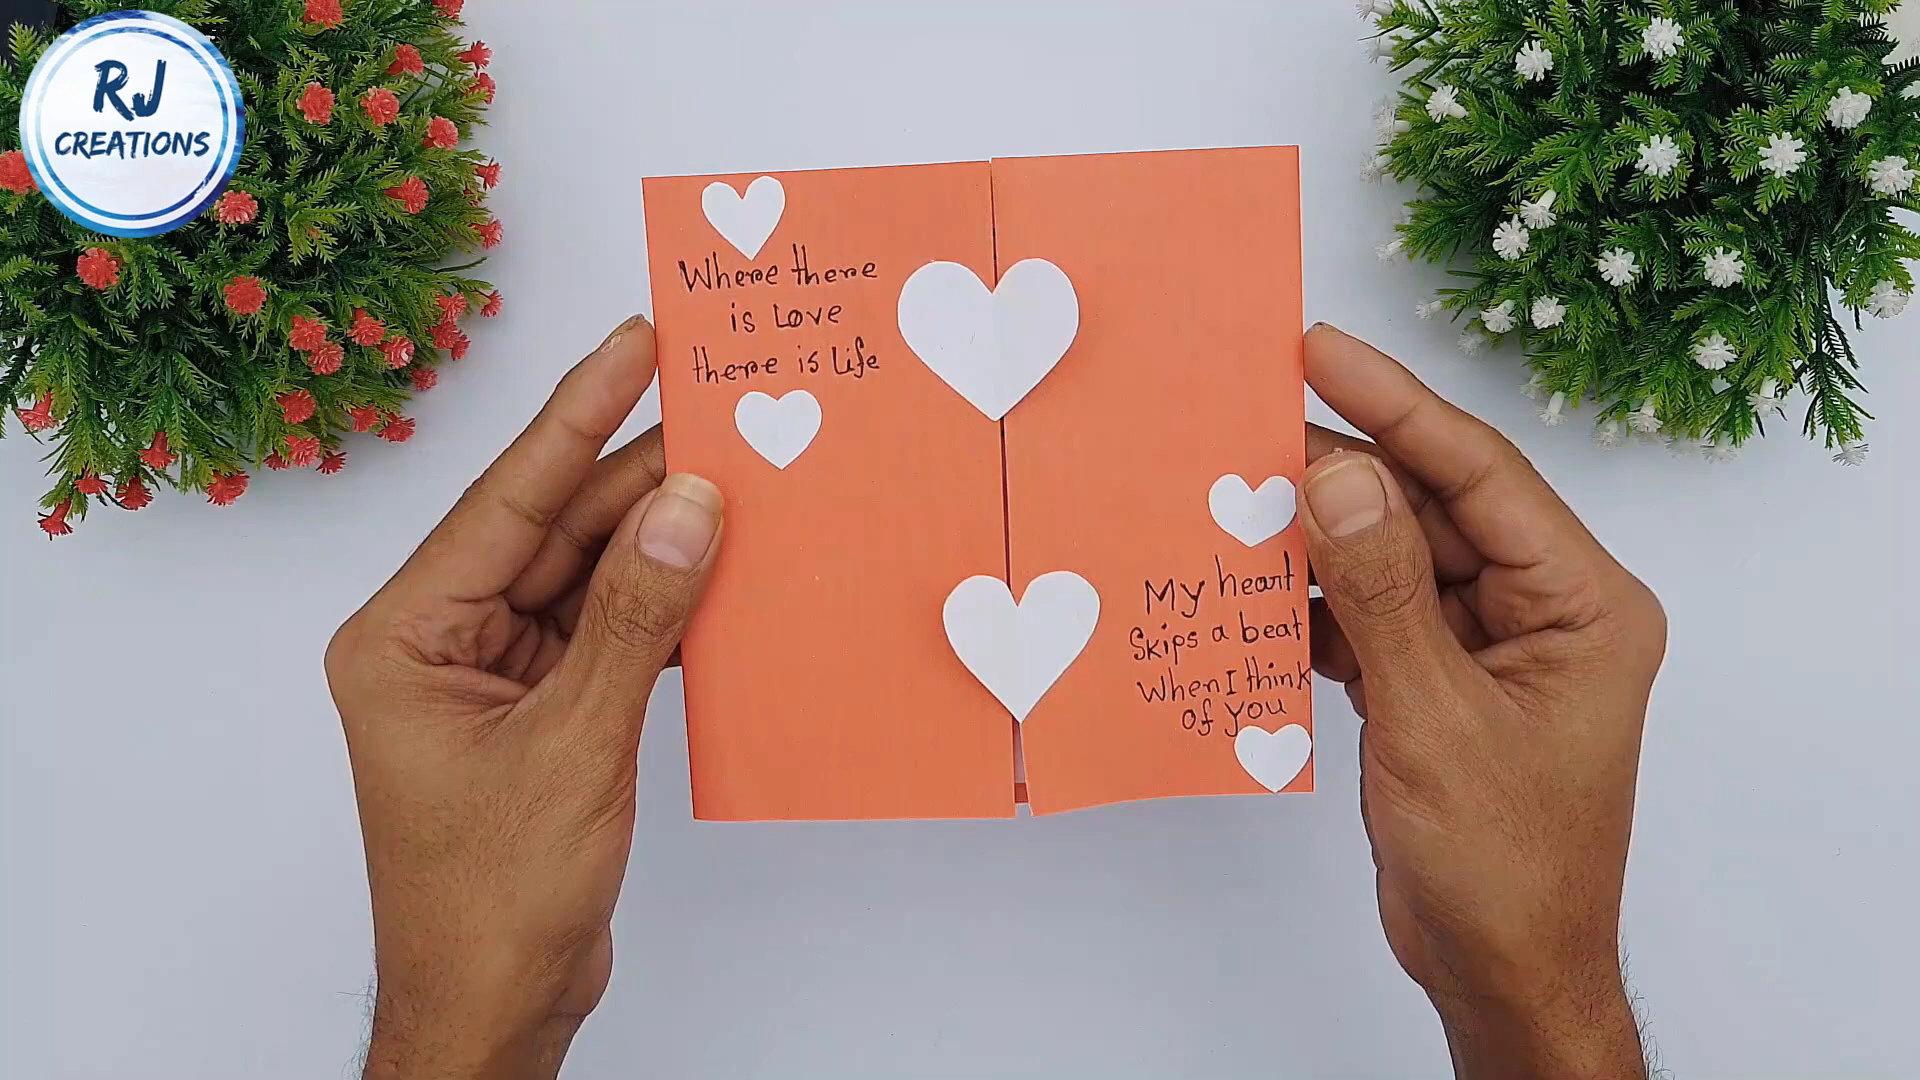 RJ
CREATIONS
Where there
is Love
there is life
My heart
Skips a beat
When I think
of you